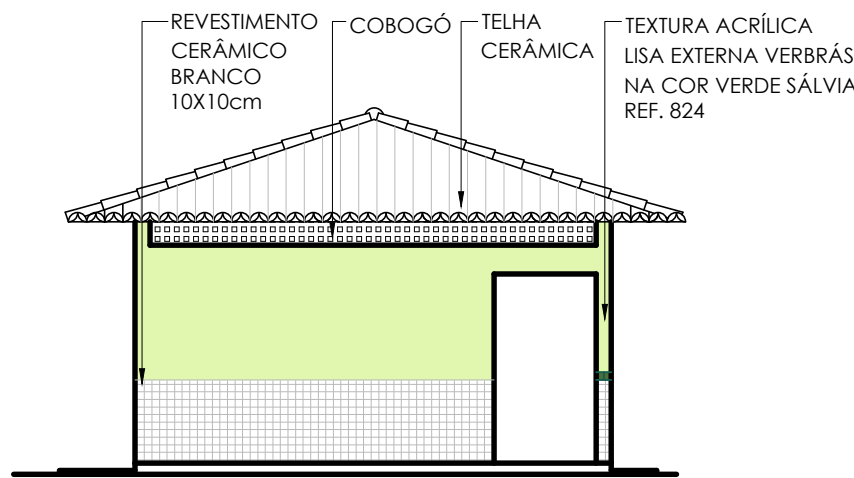 REVESTIMENTO
CERÂMICO
BRANCO
10X10cm
COBOGÓ
TELHA
CERÂMICA
TEXTURA ACRÍLICA
LISA EXTERNA VERBRÁS
NA COR VERDE SÁLVIA
REF. 824